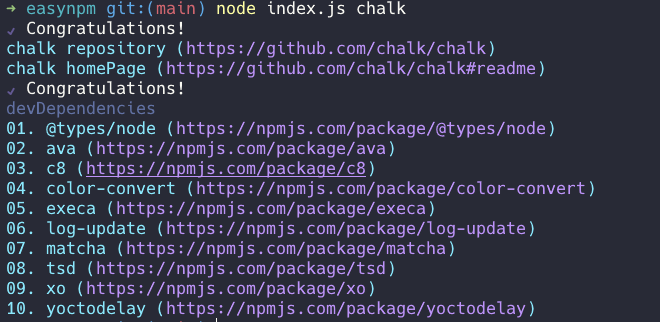 ➜ easynpm git:(main) node index.js chalk
✔ Congratulations!
chalk repository (https://github.com/chalk/chalk)
chalk homePage (https://github.com/chalk/chalk#readme)
✔ Congratulations!
devDependencies
01. @types/node (https://npmjs.com/package/@types/node)
02. ava (https://npmjs.com/package/ava)
03. c8 (https://npmjs.com/package/c8)
04. color-convert (https://npmjs.com/package/color-convert)
05. execa (https://npmjs.com/package/execa)
06. log-update (https://npmjs.com/package/log-update)
07. matcha (https://npmjs.com/package/matcha)
08. tsd (https://npmjs.com/package/tsd)
09. xo (https://npmjs.com/package/xo)
10. yoctodelay (https://npmjs.com/package/yoctodelay)